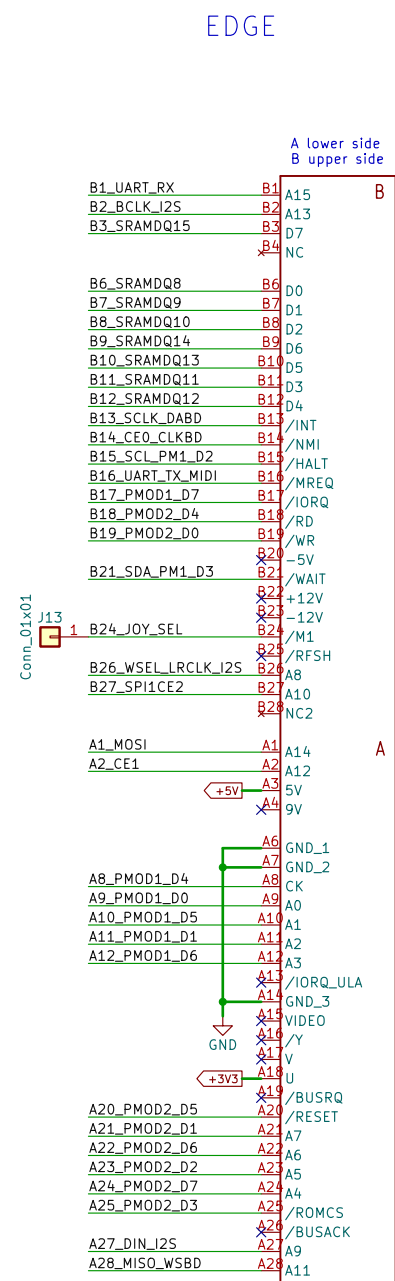 EDGE
A lower side
B upper side
B
B1_UART_RX B1 A15
B2_BCLK_I2S B2 A13
B3_SRAMDQ15 B3 D7
B4 NC
B6_SRAMDQ8 B6 D0
B7_SRAMDQ9 B7 D1
B8_SRAMDQ10 B8 D2
B9_SRAMDQ14 B9 D6
B10_SRAMDQ13 B10 D5
B11_SRAMDQ11 B11 D3
B12_SRAMDQ12 B12 D4
B13_SCLK_DABD B13 /INT
B14_CE0_CLKBD B14 /NMI
B15_SCL_PM1_D2 B15 /HALT
B16_UART_TX_MIDI B16 /MREQ
B17_PMOD1_D7 B17 /IORQ
B18_PMOD2_D4 B18 /RD
B19_PMOD2_D0 B19 /WR
B20 -5V
B21_SDA_PM1_D3 B21 /WAIT
B22 +12V
B23 -12V
J13
Conn_01x01
1 B24_JOY_SEL B24 /M1
B25 /RFSH
B26_WSEL_LRCLK_I2S B26 A8
B27_SPI1CE2 B27 A10
B28 NC2
A
A1_MOSI A1 A14
A2_CE1 A2 A12
+5V A3 5V
A4 9V
A6 GND_1
A7 GND_2
A8_PMOD1_D4 A8 CK
A9_PMOD1_D0 A9 A0
A10_PMOD1_D5 A10 A1
A11_PMOD1_D1 A11 A2
A12_PMOD1_D6 A12 A3
A13 /IORQ_ULA
A14 GND_3
A15 VIDEO
GND A16 /Y
A17 V
+3V3 A18 U
A19 /BUSRQ
A20_PMOD2_D5 A20 /RESET
A21_PMOD2_D1 A21 A7
A22_PMOD2_D6 A22 A6
A23_PMOD2_D2 A23 A5
A24_PMOD2_D7 A24 A4
A25_PMOD2_D3 A25 /ROMCS
A26 /BUSACK
A27_DIN_I2S A27 A9
A28_MISO_WSBD A28 A11